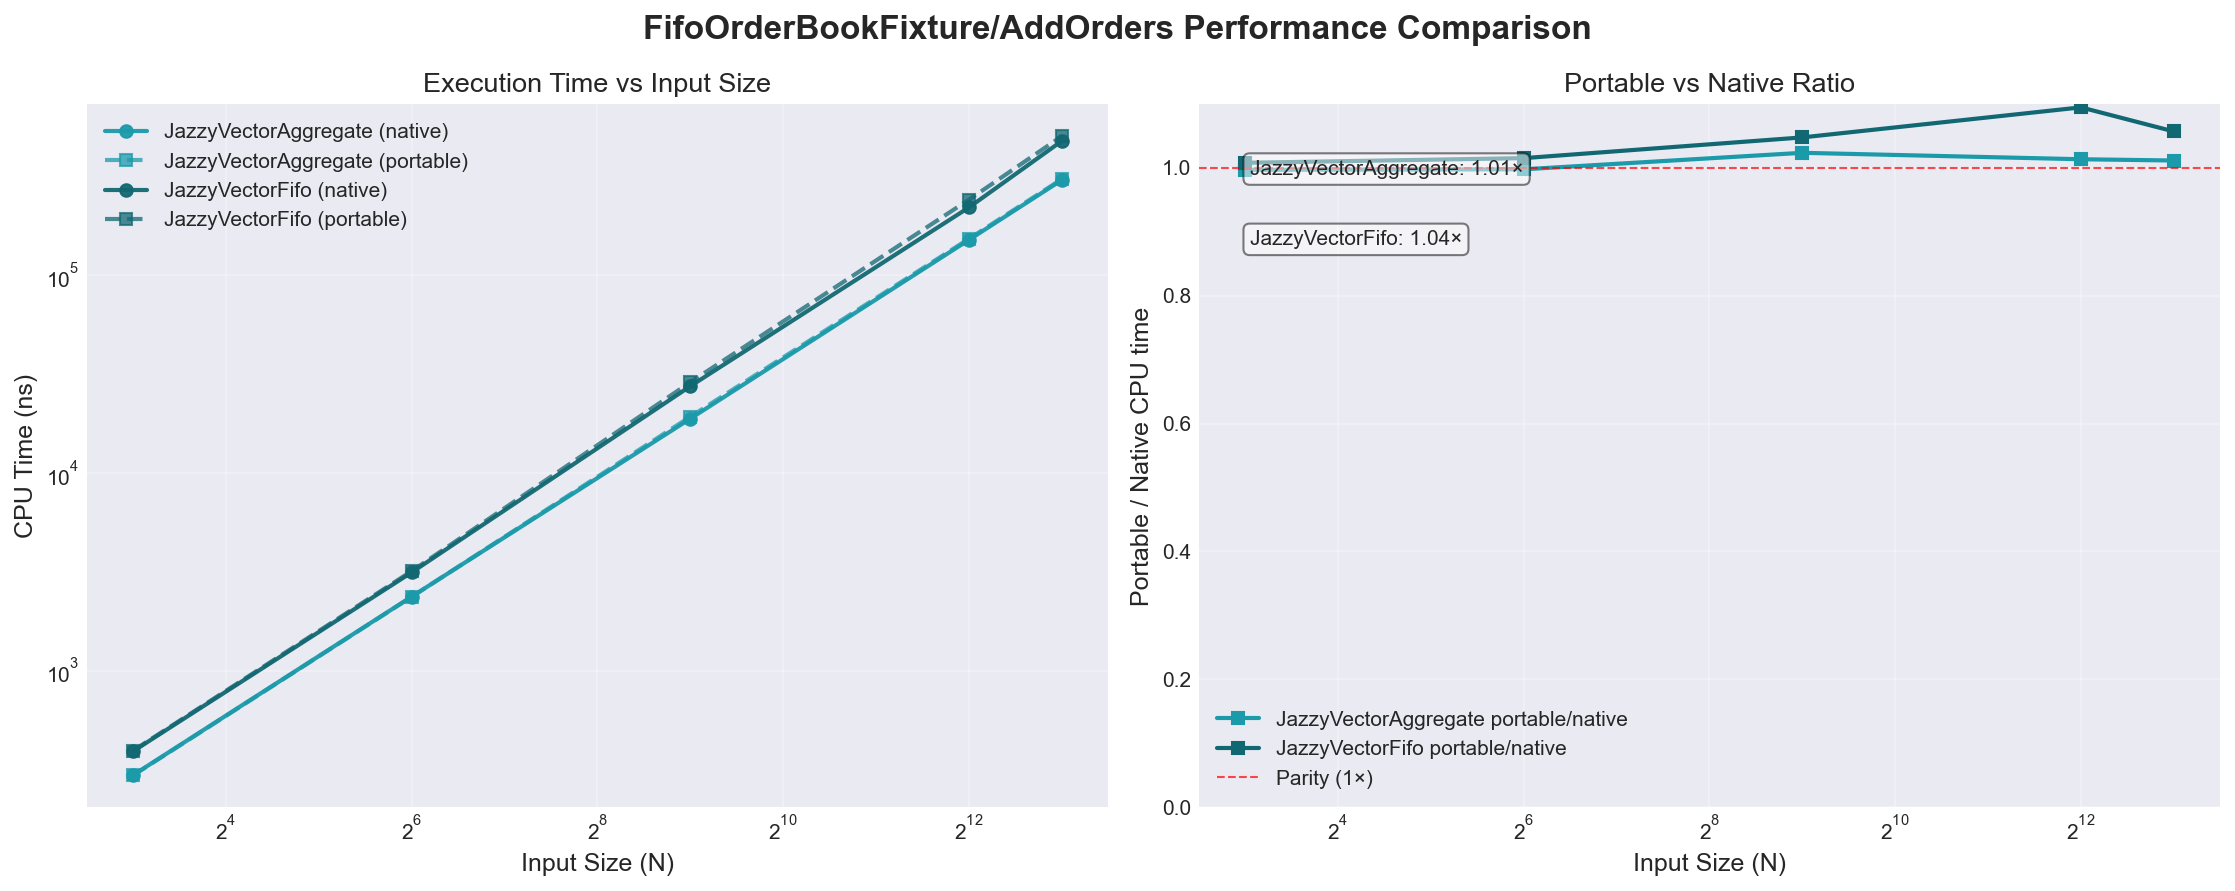 FifoOrderBookFixture/AddOrders Performance Comparison
Execution Time vs Input Size
JazzyVectorAggregate (native)
JazzyVectorAggregate (portable)
JazzyVectorFifo (native)
JazzyVectorFifo (portable)
CPU Time (ns)
10^5
10^4
10^3
2^4
2^6
2^8
2^10
2^12
Input Size (N)
Portable vs Native Ratio
JazzyVectorAggregate: 1.01×
JazzyVectorFifo: 1.04×
Portable / Native CPU time
1.0
0.8
0.6
0.4
0.2
0.0
JazzyVectorAggregate portable/native
JazzyVectorFifo portable/native
Parity (1×)
2^4
2^6
2^8
2^10
2^12
Input Size (N)